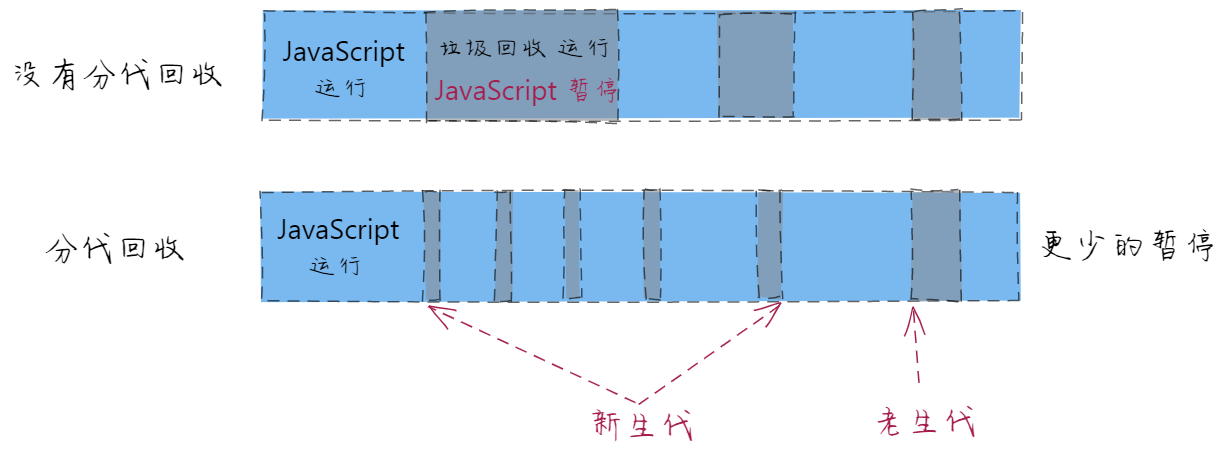 没有分代回收
JavaScript
运行
垃圾回收 运行
JavaScript 暂停
分代回收
JavaScript
运行
更少的暂停
新生代
老生代